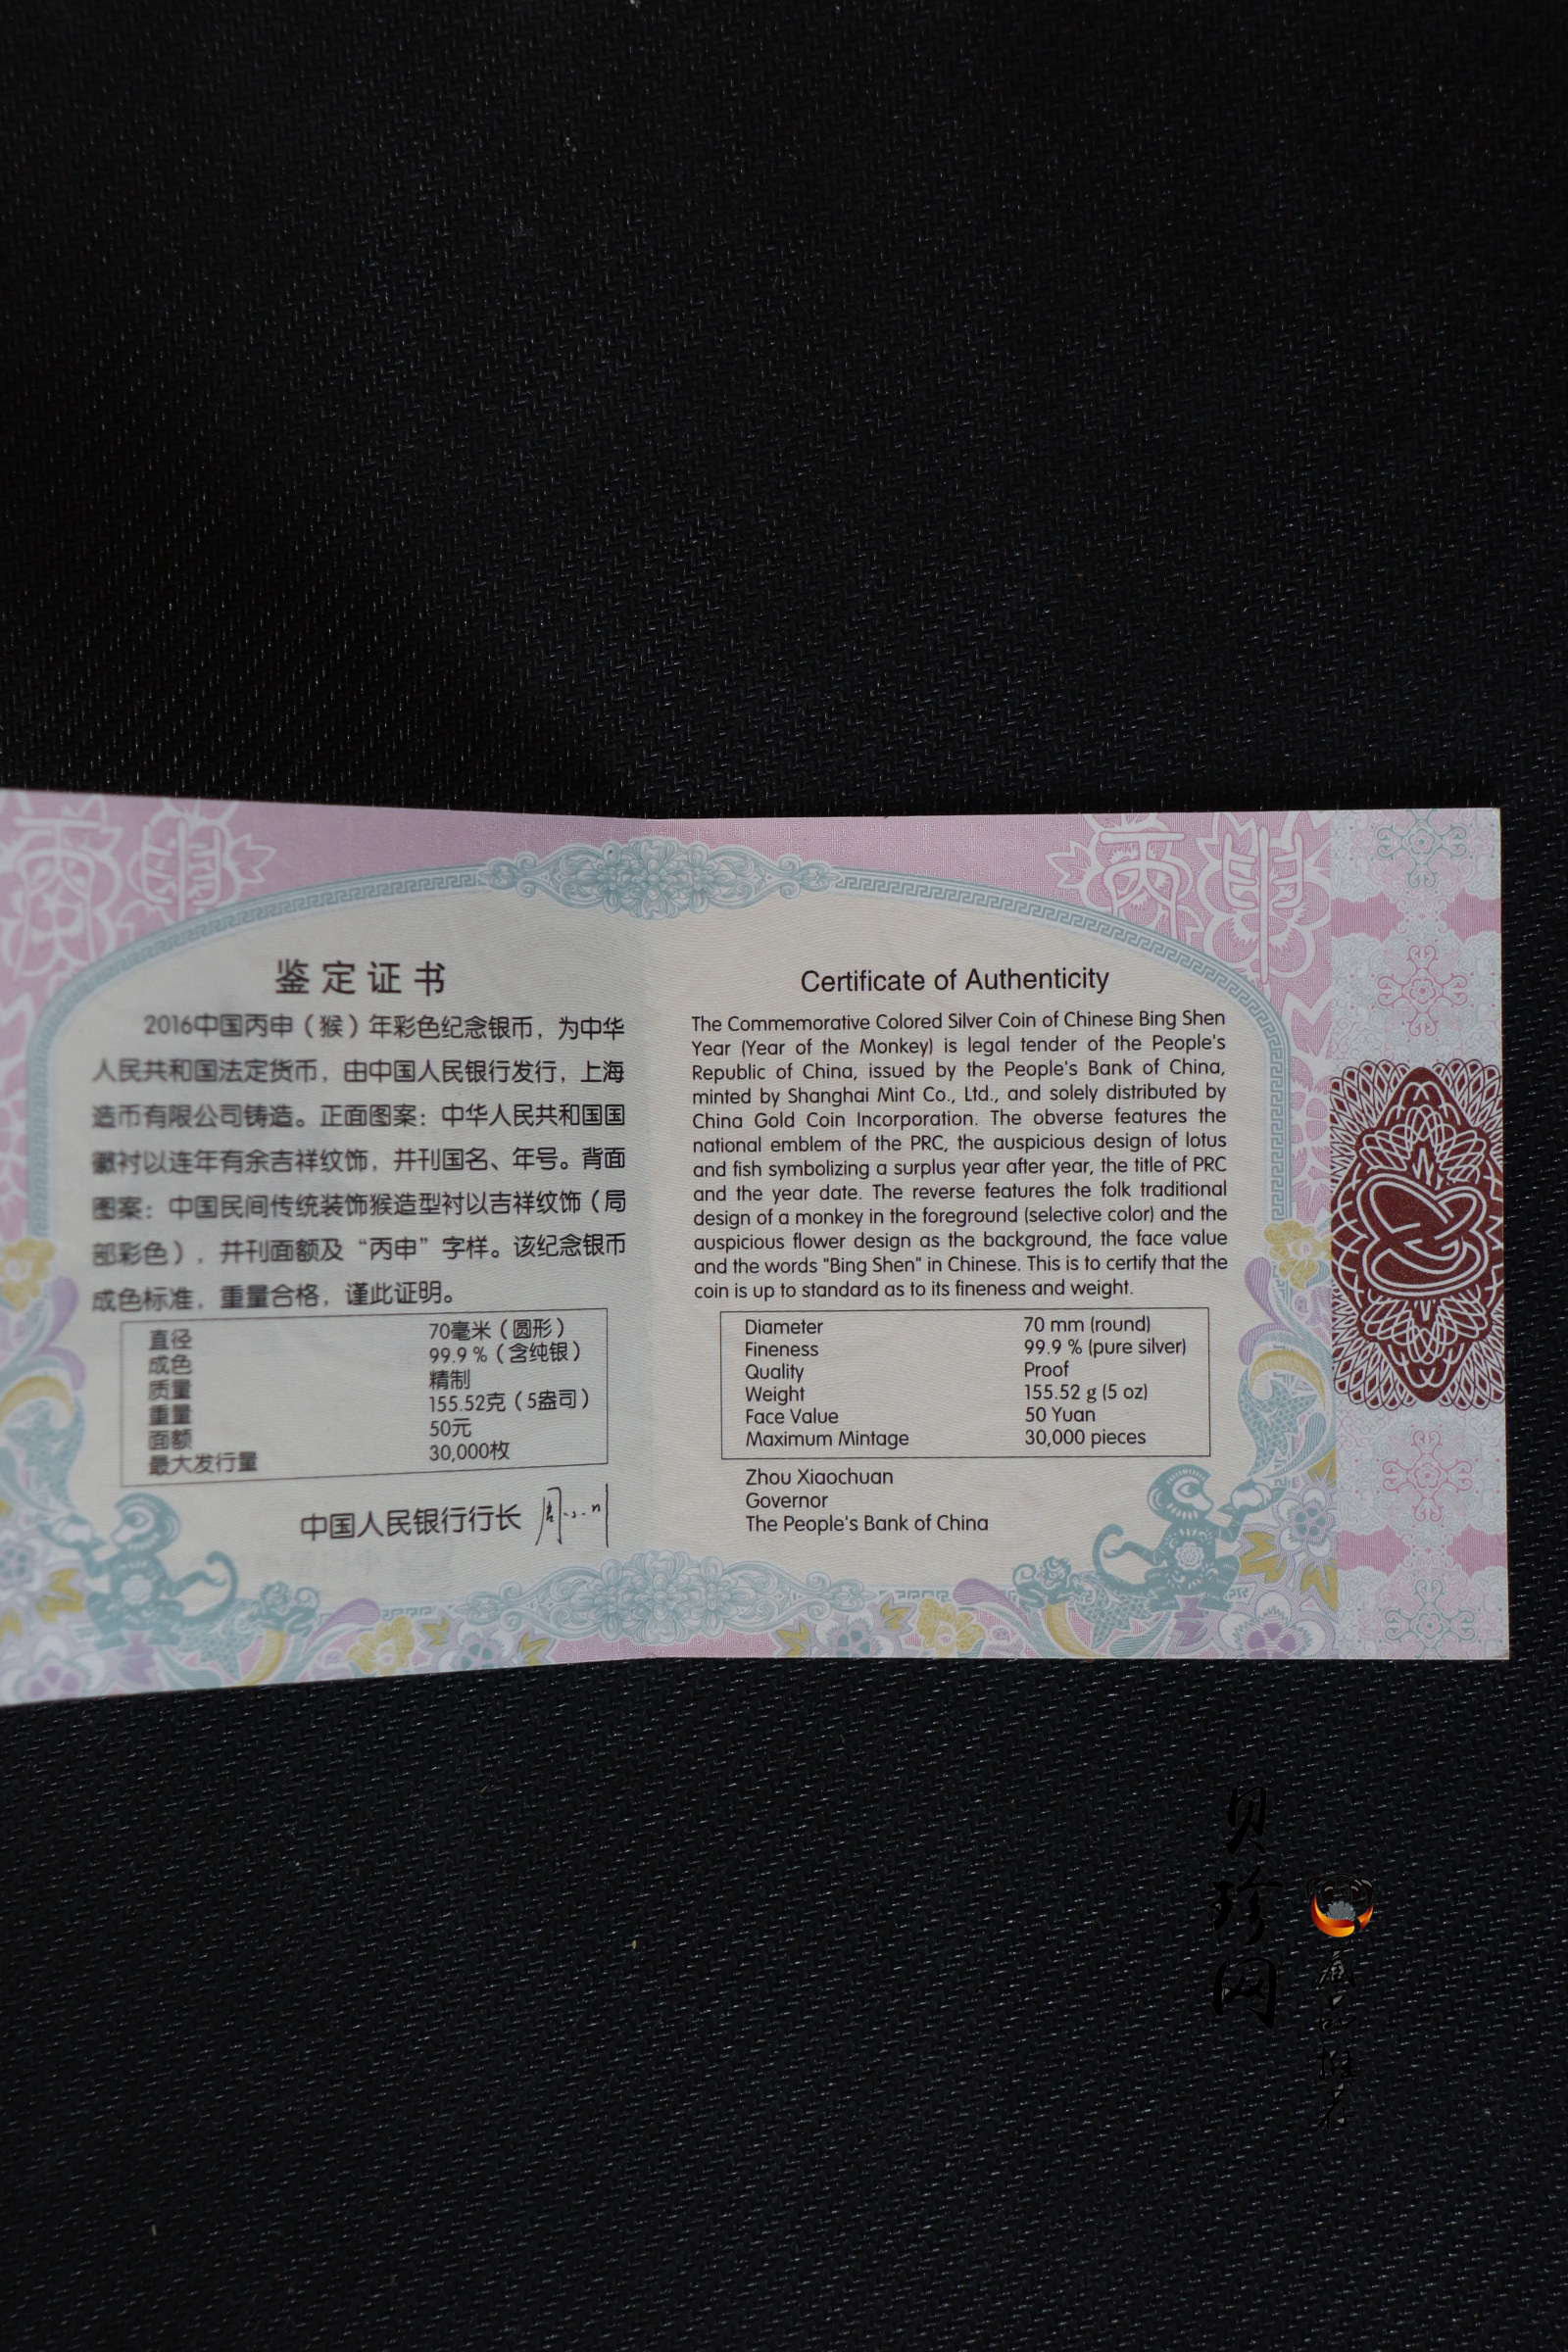 鉴定证书
2016中国丙申（猴）年彩色纪念银币，为中华
人民共和国法定货币，由中国人民银行发行，上海
造币有限公司铸造。正面图案：中华人民共和国国
徽衬以连年有余吉祥纹饰，并刊国名、年号。背面
图案：中国民间传统装饰猴造型衬以吉祥纹饰（局
部彩色），并刊面额及“丙申”字样。该纪念银币
成色标准，重量合格，谨此证明。
直径 70毫米（圆形）
成色 99.9 %（含纯银）
质量 精制
重量 155.52克（5盎司）
面额 50元
最大发行量 30,000枚
中国人民银行行长 周小川
Certificate of Authenticity
The Commemorative Colored Silver Coin of Chinese Bing Shen
Year (Year of the Monkey) is legal tender of the People's
Republic of China, issued by the People's Bank of China,
minted by Shanghai Mint Co., Ltd., and solely distributed by
China Gold Coin Incorporation. The obverse features the
national emblem of the PRC, the auspicious design of lotus
and fish symbolizing a surplus year after year, the title of PRC
and the year date. The reverse features the folk traditional
design of a monkey in the foreground (selective color) and the
auspicious flower design as the background, the face value
and the words "Bing Shen" in Chinese. This is to certify that the
coin is up to standard as to its fineness and weight.
Diameter 70 mm (round)
Fineness 99.9 % (pure silver)
Quality Proof
Weight 155.52 g (5 oz)
Face Value 50 Yuan
Maximum Mintage 30,000 pieces
Zhou Xiaochuan
Governor
The People's Bank of China
丙申
丙申
贝珍网